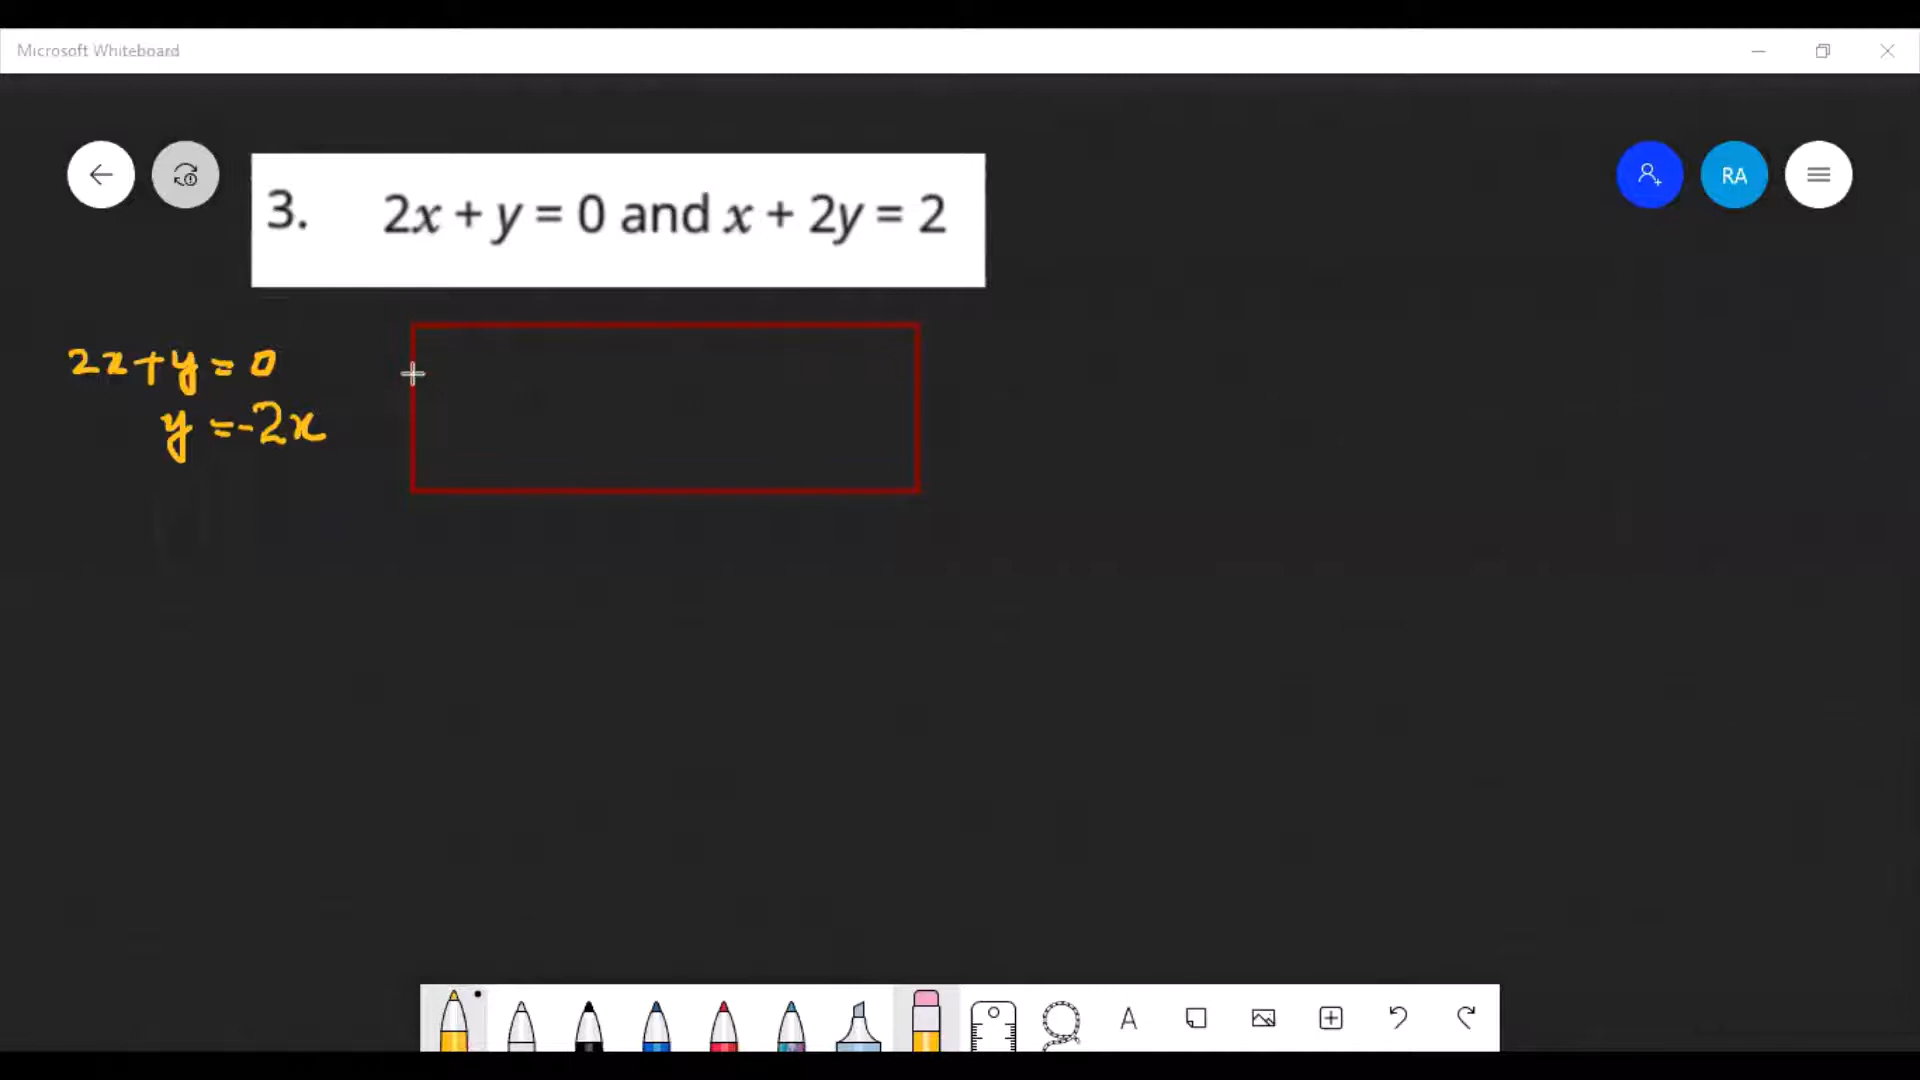 Microsoft Whiteboard
RA
3. 2x + y = 0 and x + 2y = 2
2x+y=0
y=-2x
A